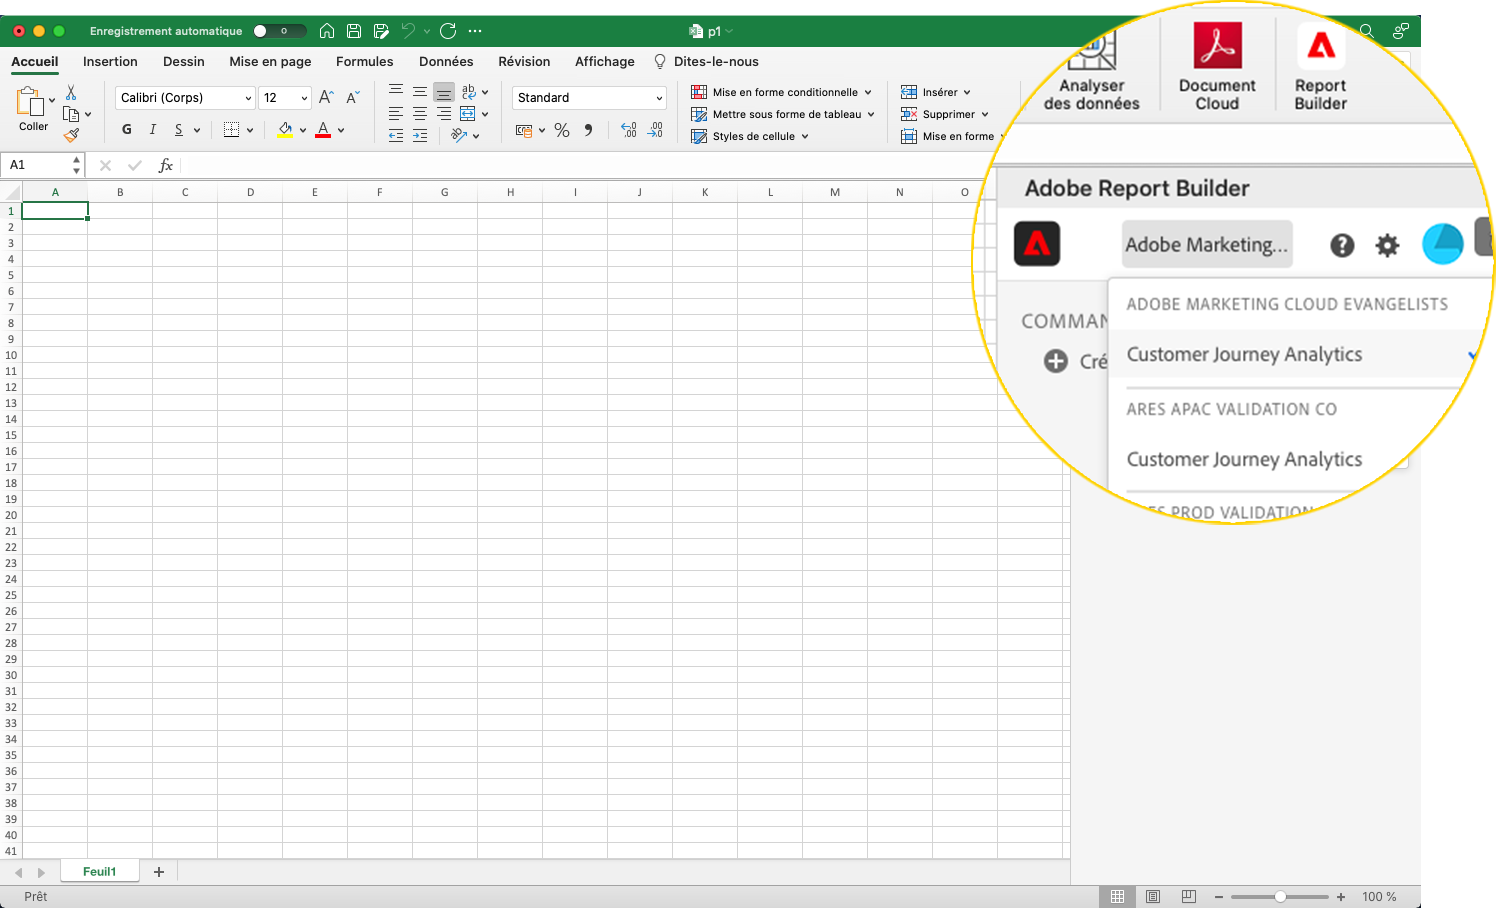 Enregistrement automatique
p1
Accueil Insertion Dessin Mise en page Formules Données Révision Affichage Dites-le-nous
Coller
Calibri (Corps) 12
G I S A
Standard
Mise en forme conditionnelle
Mettre sous forme de tableau
Styles de cellule
Insérer
Supprimer
Mise en forme
Analyser
des données
Document
Cloud
Report
Builder
A1 fx
A B C D E F G H I J K L M N O
1
2
3
4
5
6
7
8
9
10
11
12
13
14
15
16
17
18
19
20
21
22
23
24
25
26
27
28
29
30
31
32
33
34
35
36
37
38
39
40
41
Adobe Report Builder
Adobe Marketing...
COMMAN
Cré
ADOBE MARKETING CLOUD EVANGELISTS
Customer Journey Analytics
ARES APAC VALIDATION CO
Customer Journey Analytics
PROD VALIDATION
Feuil1
Prêt
100 %